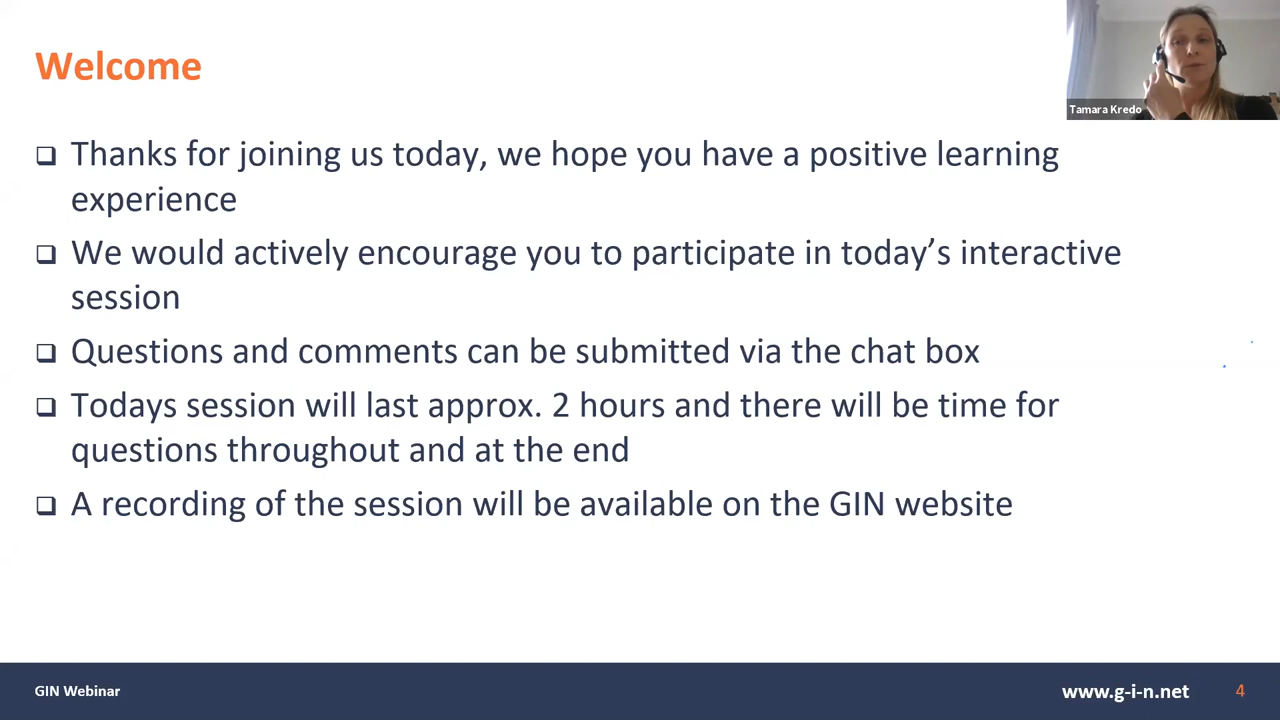 Welcome
Tamara Kredo
Thanks for joining us today, we hope you have a positive learning
experience
We would actively encourage you to participate in today’s interactive
session
Questions and comments can be submitted via the chat box
Todays session will last approx. 2 hours and there will be time for
questions throughout and at the end
A recording of the session will be available on the GIN website
GIN Webinar
www.g-i-n.net
4